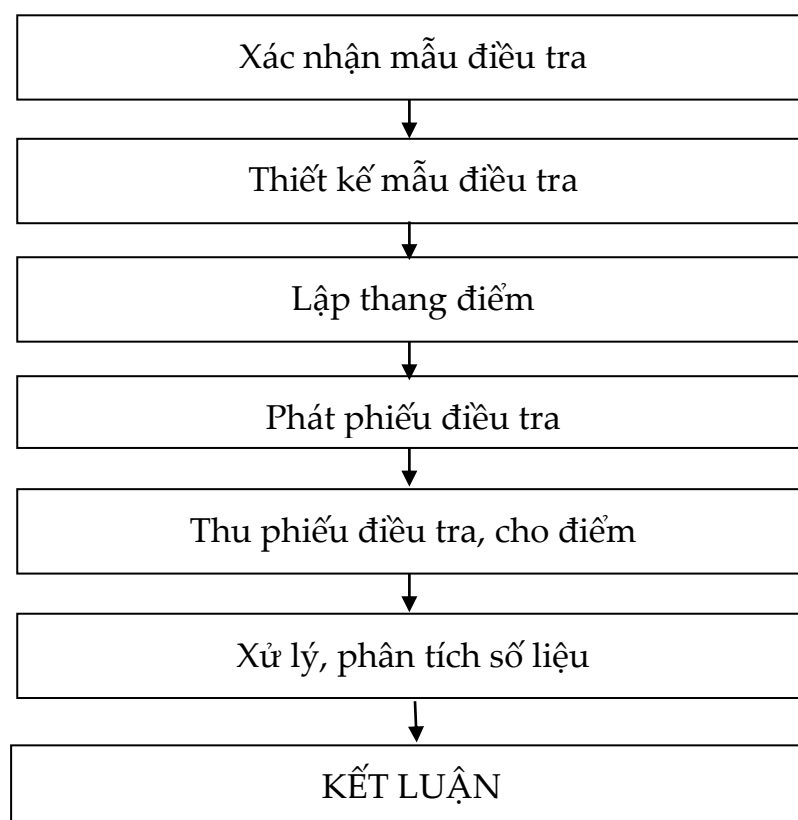 Xác nhận mẫu điều tra
Thiết kế mẫu điều tra
Lập thang điểm
Phát phiếu điều tra
Thu phiếu điều tra, cho điểm
Xử lý, phân tích số liệu
KẾT LUẬN